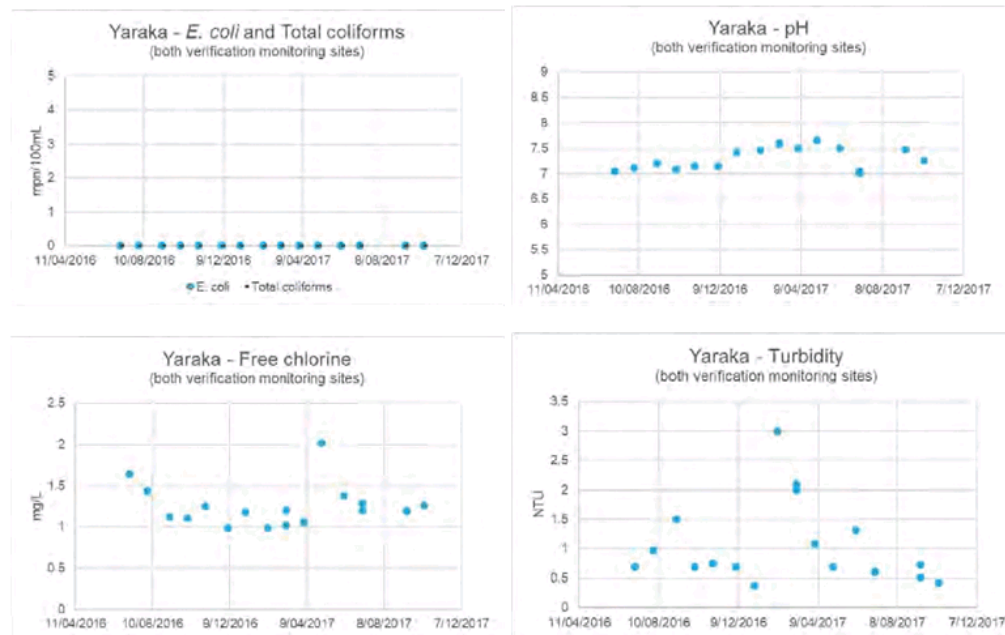 Yaraka - E. coli and Total coliforms
(both verification monitoring sites)
5
4
3
2
1
0
mpn/100mL
11/04/2016 10/08/2016 9/12/2016 9/04/2017 8/08/2017 7/12/2017
E. coli Total coliforms
Yaraka - pH
(both verification monitoring sites)
9
8.5
8
7.5
7
6.5
6
5.5
5
11/04/2016 10/08/2016 9/12/2016 9/04/2017 8/08/2017 7/12/2017
Yaraka - Free chlorine
(both verification monitoring sites)
2.5
2
1.5
1
0.5
0
mg/L
11/04/2016 10/08/2016 9/12/2016 9/04/2017 8/08/2017 7/12/2017
Yaraka - Turbidity
(both verification monitoring sites)
3.5
3
2.5
2
1.5
1
0.5
0
NTU
11/04/2016 10/08/2016 9/12/2016 9/04/2017 8/08/2017 7/12/2017